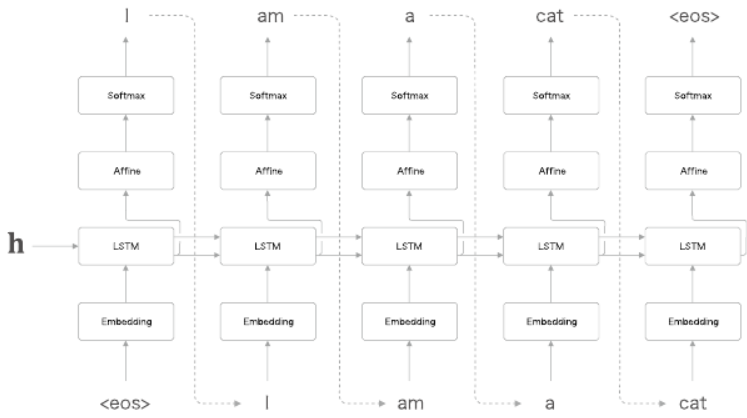 I am a cat <eos>
Softmax Softmax Softmax Softmax Softmax
Affine Affine Affine Affine Affine
h LSTM LSTM LSTM LSTM LSTM
Embedding Embedding Embedding Embedding Embedding
<eos> I am a cat